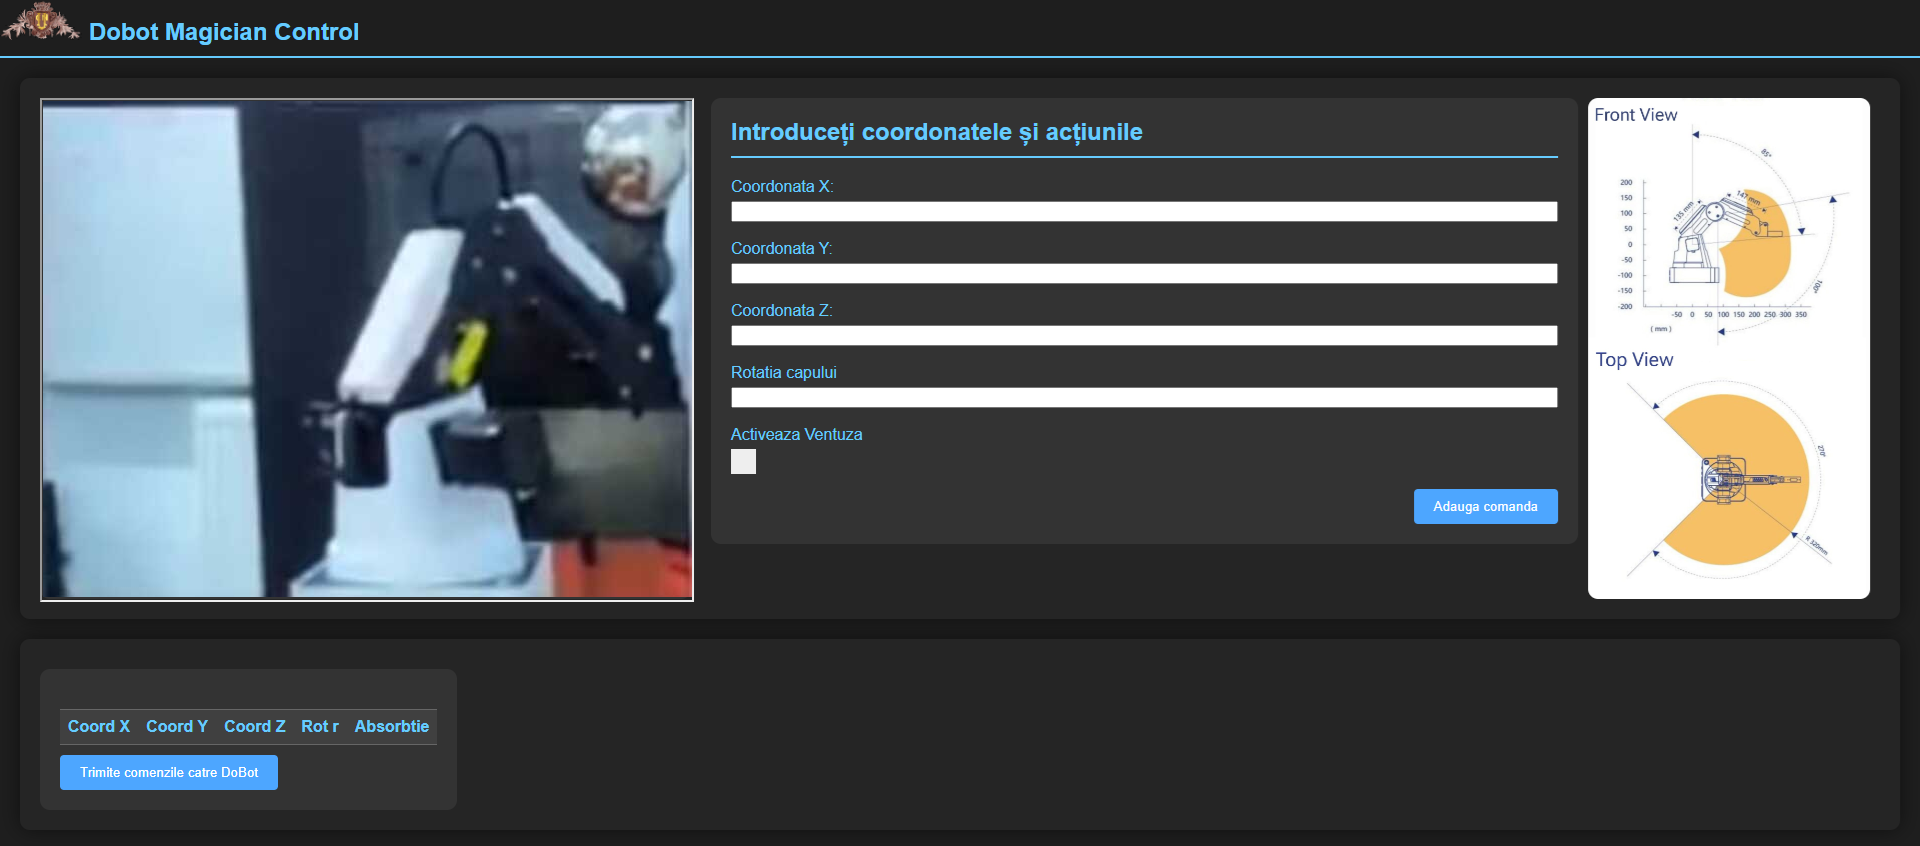 Dobot Magician Control
Introduceți coordonatele și acțiunile
Coordonata X:
Coordonata Y:
Coordonata Z:
Rotatia capului
Activeaza Ventuza
Adauga comanda
Front View
85°
200
150
100
50
0
-50
-100
-150
-200
135 mm
147 mm
100°
-50 0 50 100 150 200 250 300 350
( mm )
Top View
270°
R 320mm
Coord X Coord Y Coord Z Rot r Absorbtie
Trimite comenzile catre DoBot